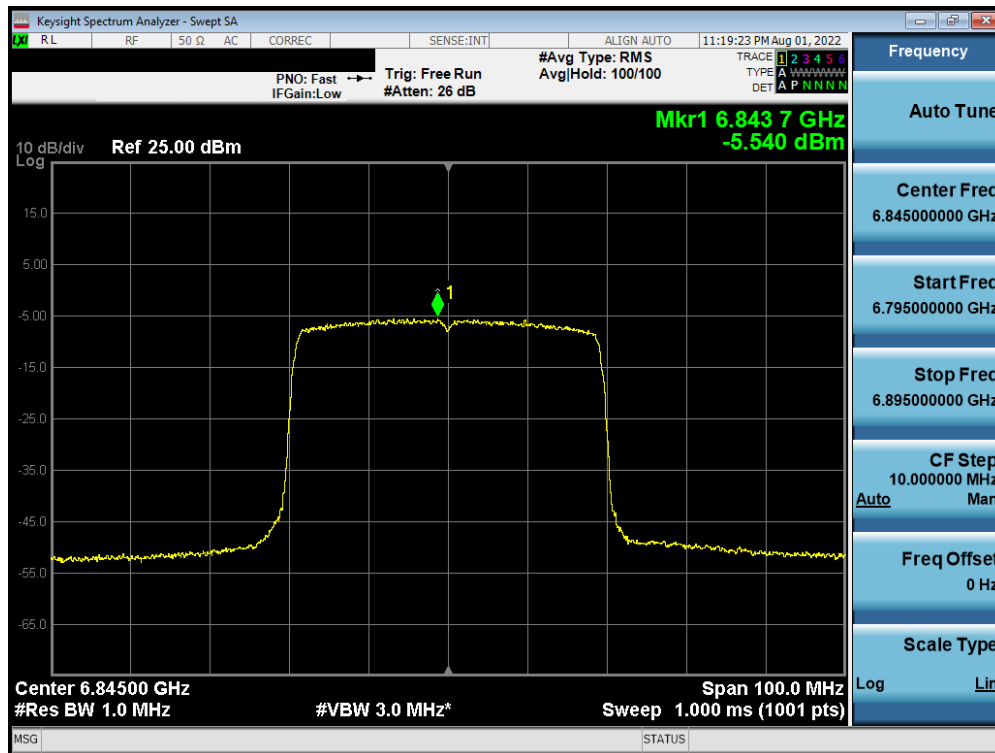 Keysight Spectrum Analyzer - Swept SA
LXI RL RF 50 Ω AC CORREC SENSE:INT ALIGN AUTO 11:19:23 PM Aug 01, 2022
PNO: Fast
IFGain:Low
Trig: Free Run
#Atten: 26 dB
#Avg Type: RMS
Avg|Hold: 100/100
TRACE 1 2 3 4 5 6
TYPE A WWWWW
DET A P N N N N
Mkr1 6.843 7 GHz
-5.540 dBm
10 dB/div Ref 25.00 dBm
Log
1
15.0
5.00
-5.00
-15.0
-25.0
-35.0
-45.0
-55.0
-65.0
Center 6.84500 GHz Span 100.0 MHz
#Res BW 1.0 MHz #VBW 3.0 MHz* Sweep 1.000 ms (1001 pts)
MSG STATUS
Frequency
Auto Tune
Center Freq
6.845000000 GHz
Start Freq
6.795000000 GHz
Stop Freq
6.895000000 GHz
CF Step
10.000000 MHz
Auto Man
Freq Offset
0 Hz
Scale Type
Log Lin